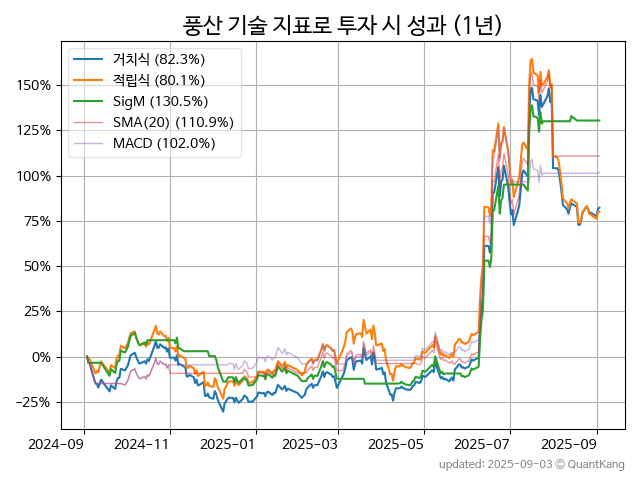 풍산 기술 지표로 투자 시 성과 (1년)
거치식 (82.3%)
적립식 (80.1%)
SigM (130.5%)
SMA(20) (110.9%)
MACD (102.0%)
150%
125%
100%
75%
50%
25%
0%
−25%
2024−09 2024−11 2025−01 2025−03 2025−05 2025−07 2025−09
updated: 2025−09−03 © QuantKang